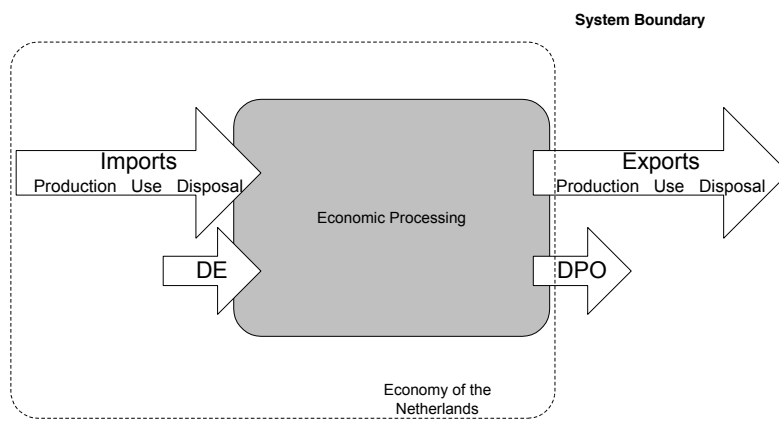 System Boundary
Imports
Production Use Disposal
Exports
Production Use Disposal
Economic Processing
DE
DPO
Economy of the
Netherlands